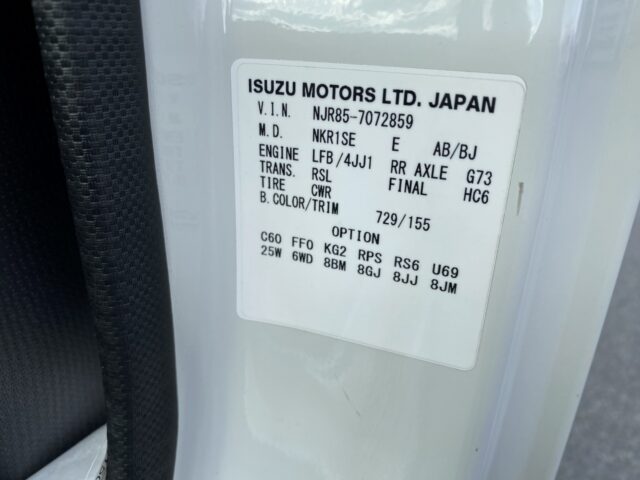 ISUZU MOTORS LTD. JAPAN
V.I.N. NJR85-7072859
M.D. NKR1SE E AB/BJ
ENGINE LFB/4JJ1 RR AXLE G73
TRANS. RSL FINAL HC6
TIRE CWR
B.COLOR/TRIM 729/155
OPTION
C60 FFO KG2 RPS RS6 U69
25W 6WD 8BM 8GJ 8JJ 8JM